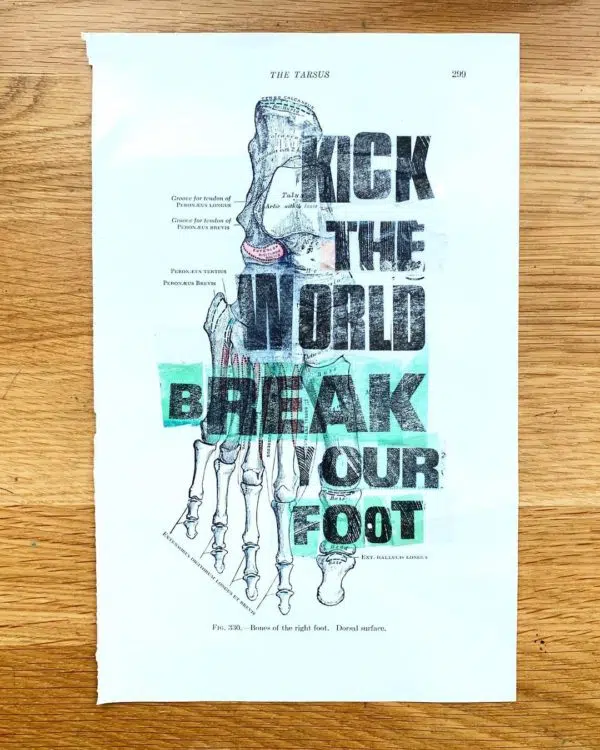 THE TARSUS
299
KICK
THE
WORLD
BREAK
YOUR
FOOT
Groove for tendon of
PERONÆUS LONGUS
Groove for tendon of
PERONÆUS BREVIS
PERONÆUS TERTIUS
PERONÆUS BREVIS
EXTENSORES DIGITORUM LONGUS ET BREVIS
EXT. HALLUCIS LONGUS
FIG. 330.—Bones of the right foot. Dorsal surface.